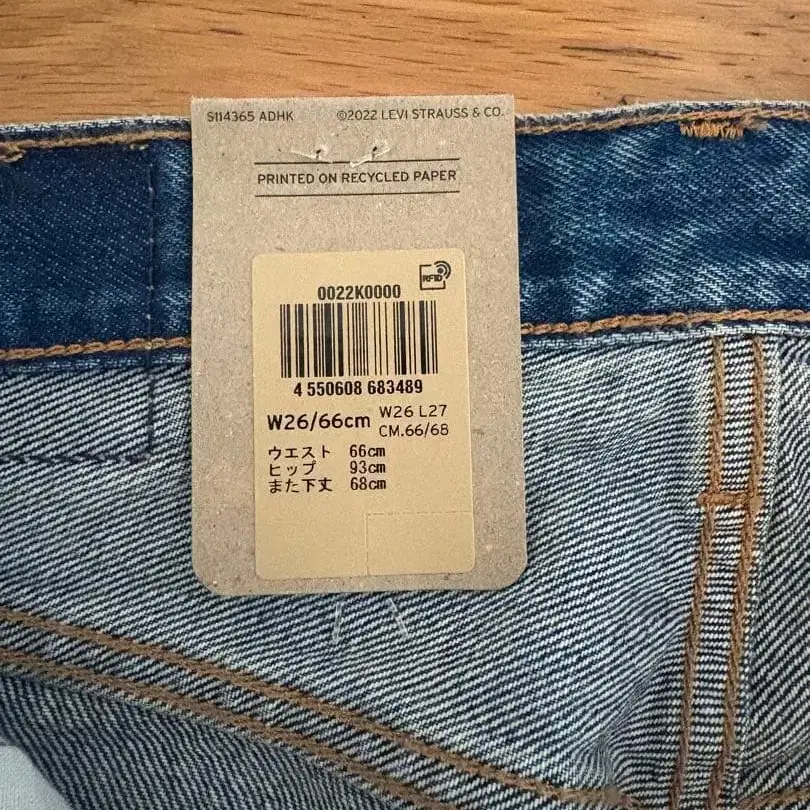 S114365 ADHK ©2022 LEVI STRAUSS & CO.
PRINTED ON RECYCLED PAPER
RFID
0022K0000
4 550608 683489
W26/66cm W26 L27
CM.66/68
ウエスト 66cm
ヒップ 93cm
また下丈 68cm